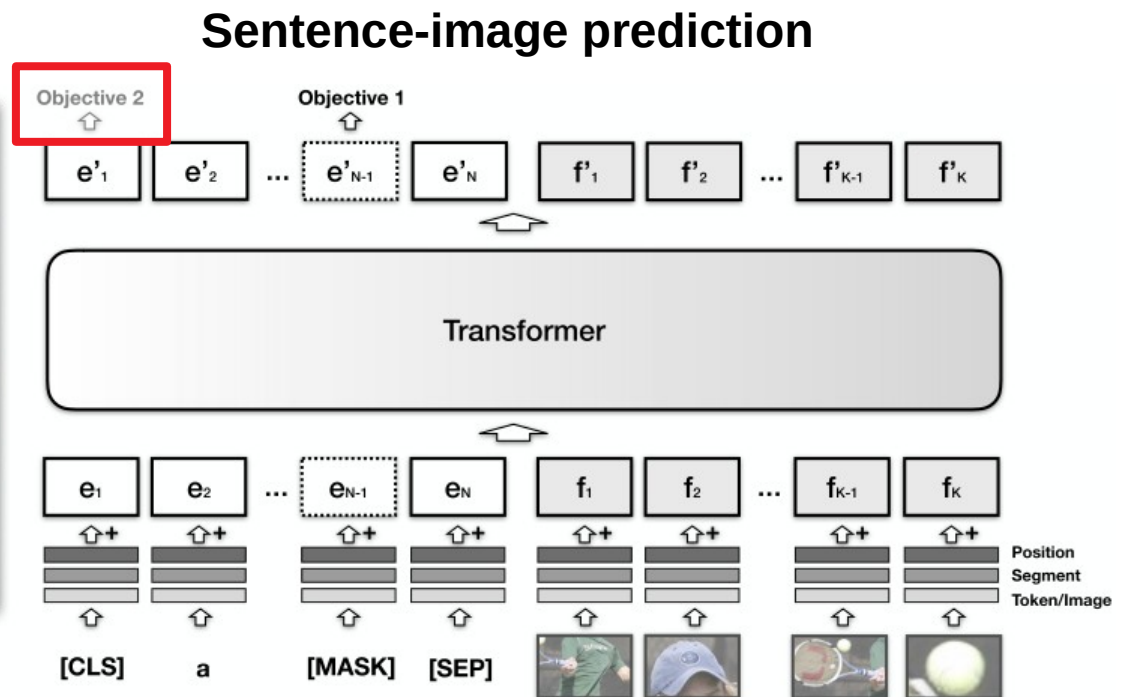 Sentence-image prediction
Objective 2 Objective 1
e'1 e'2 ... e'N-1 e'N f'1 f'2 ... f'K-1 f'K
Transformer
e1 e2 ... eN-1 eN f1 f2 ... fK-1 fK
+ + + + + + + +
Position
Segment
Token/Image
[CLS] a [MASK] [SEP]